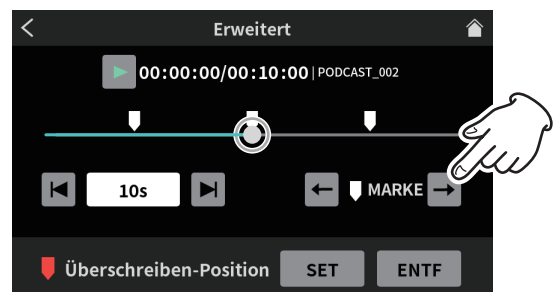 Erweitert
00:00:00/00:10:00 | PODCAST_002
10s
MARKE
Überschreiben-Position SET ENTF